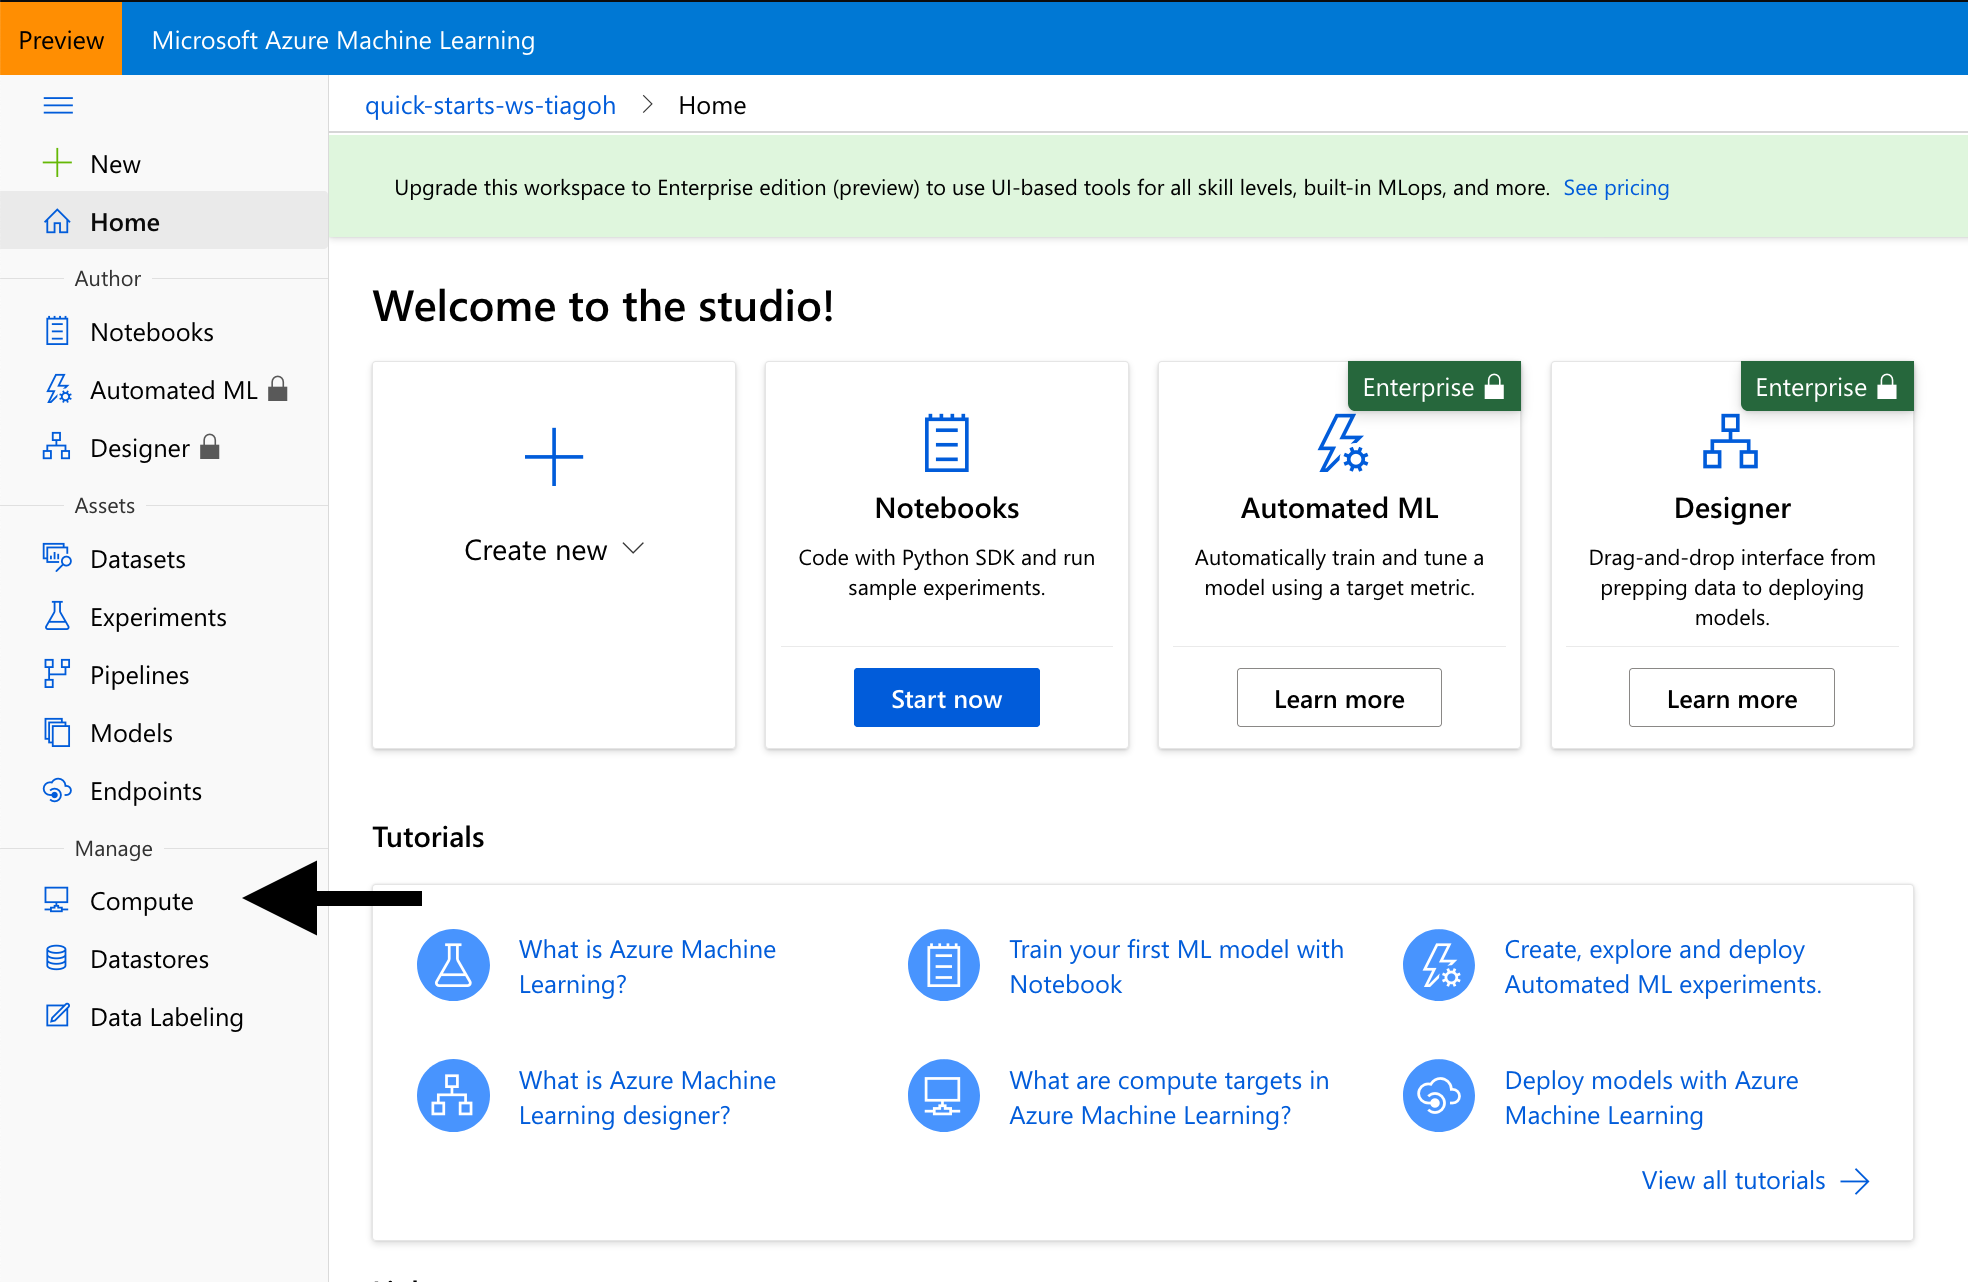 Preview
Microsoft Azure Machine Learning
quick-starts-ws-tiagoh > Home
New
Home
Author
Notebooks
Automated ML
Designer
Assets
Datasets
Experiments
Pipelines
Models
Endpoints
Manage
Compute
Datastores
Data Labeling
Upgrade this workspace to Enterprise edition (preview) to use UI-based tools for all skill levels, built-in MLops, and more. See pricing
Welcome to the studio!
Create new
Notebooks
Code with Python SDK and run
sample experiments.
Start now
Enterprise
Automated ML
Automatically train and tune a
model using a target metric.
Learn more
Enterprise
Designer
Drag-and-drop interface from
prepping data to deploying
models.
Learn more
Tutorials
What is Azure Machine
Learning?
Train your first ML model with
Notebook
Create, explore and deploy
Automated ML experiments.
What is Azure Machine
Learning designer?
What are compute targets in
Azure Machine Learning?
Deploy models with Azure
Machine Learning
View all tutorials